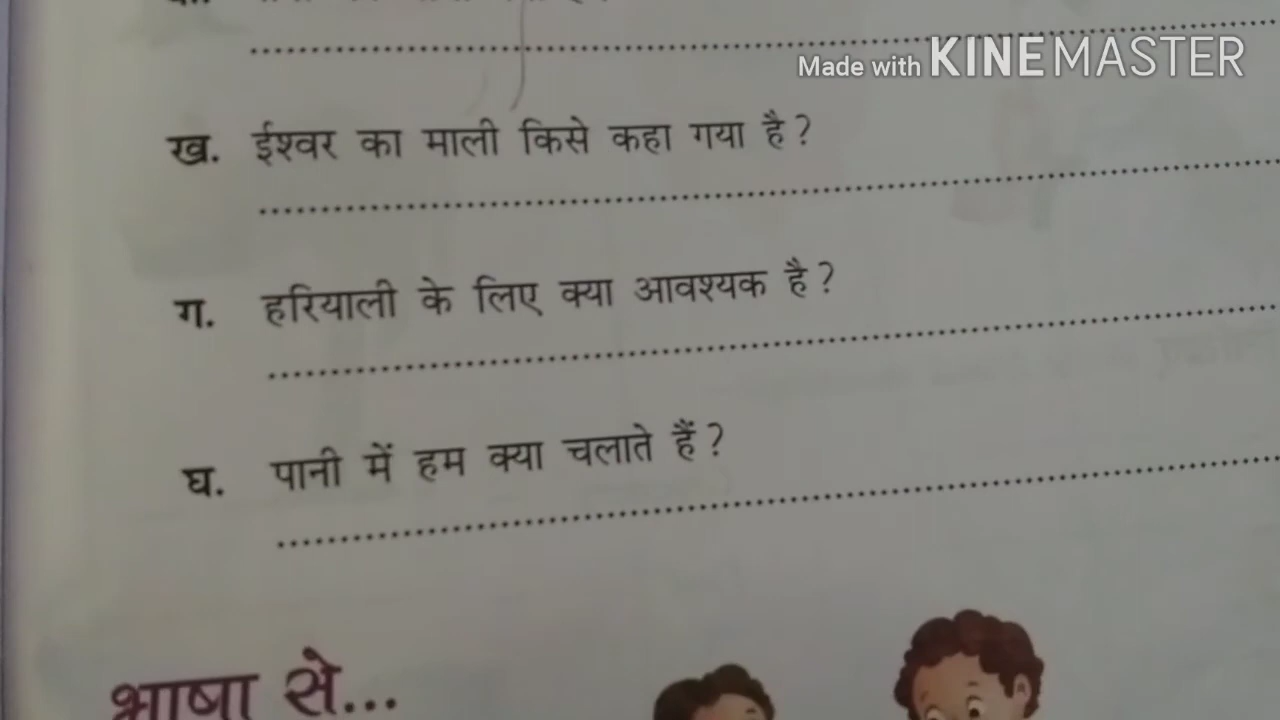 Made with KINEMASTER
ख. ईश्वर का माली किसे कहा गया है?
ग. हरियाली के लिए क्या आवश्यक है?
घ. पानी में हम क्या चलाते हैं?
भाषा से...